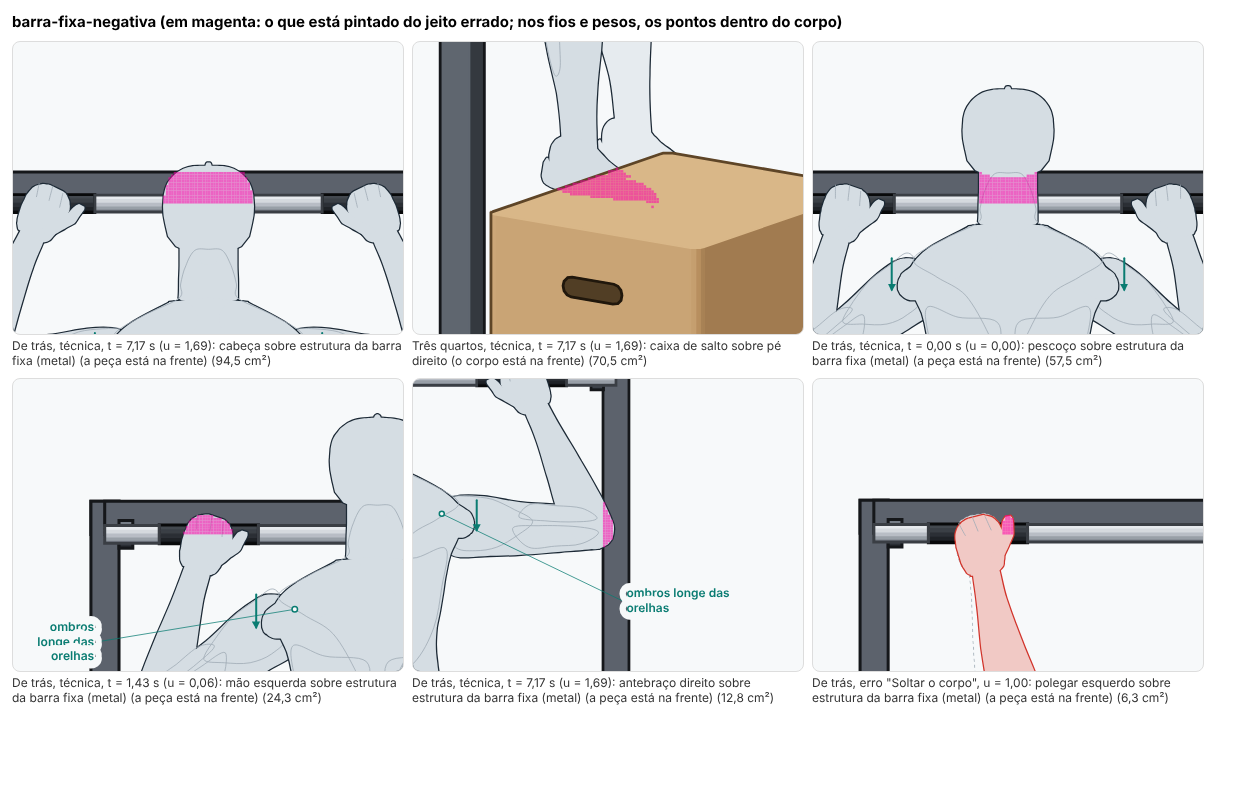 barra-fixa-negativa (em magenta: o que está pintado do jeito errado; nos fios e pesos, os pontos dentro do corpo)
De trás, técnica, t = 7,17 s (u = 1,69): cabeça sobre estrutura da barra
fixa (metal) (a peça está na frente) (94,5 cm²)
Três quartos, técnica, t = 7,17 s (u = 1,69): caixa de salto sobre pé
direito (o corpo está na frente) (70,5 cm²)
De trás, técnica, t = 0,00 s (u = 0,00): pescoço sobre estrutura da
barra fixa (metal) (a peça está na frente) (57,5 cm²)
ombros
longe das
orelhas
ombros longe das
orelhas
De trás, técnica, t = 1,43 s (u = 0,06): mão esquerda sobre estrutura
da barra fixa (metal) (a peça está na frente) (24,3 cm²)
De trás, técnica, t = 7,17 s (u = 1,69): antebraço direito sobre
estrutura da barra fixa (metal) (a peça está na frente) (12,8 cm²)
De trás, erro "Soltar o corpo", u = 1,00: polegar esquerdo sobre
estrutura da barra fixa (metal) (a peça está na frente) (6,3 cm²)